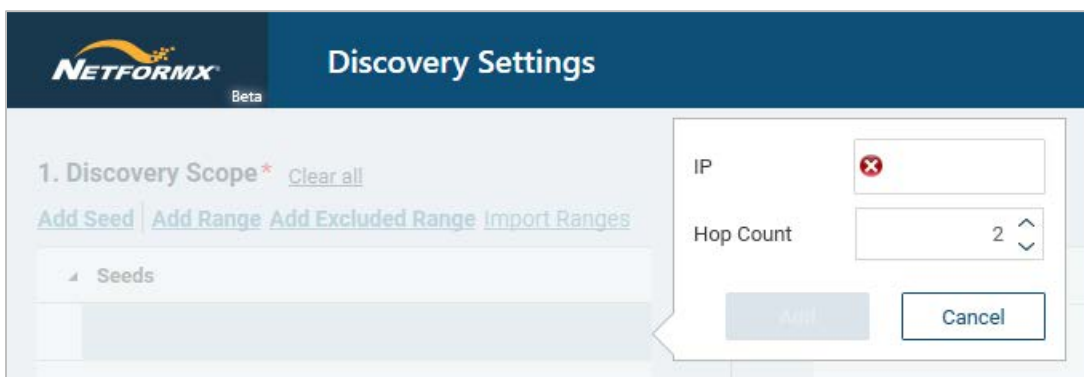 NETFORMX
Beta
Discovery Settings
1. Discovery Scope* Clear all
Add Seed Add Range Add Excluded Range Import Ranges
Seeds
IP
Hop Count 2
Add Cancel